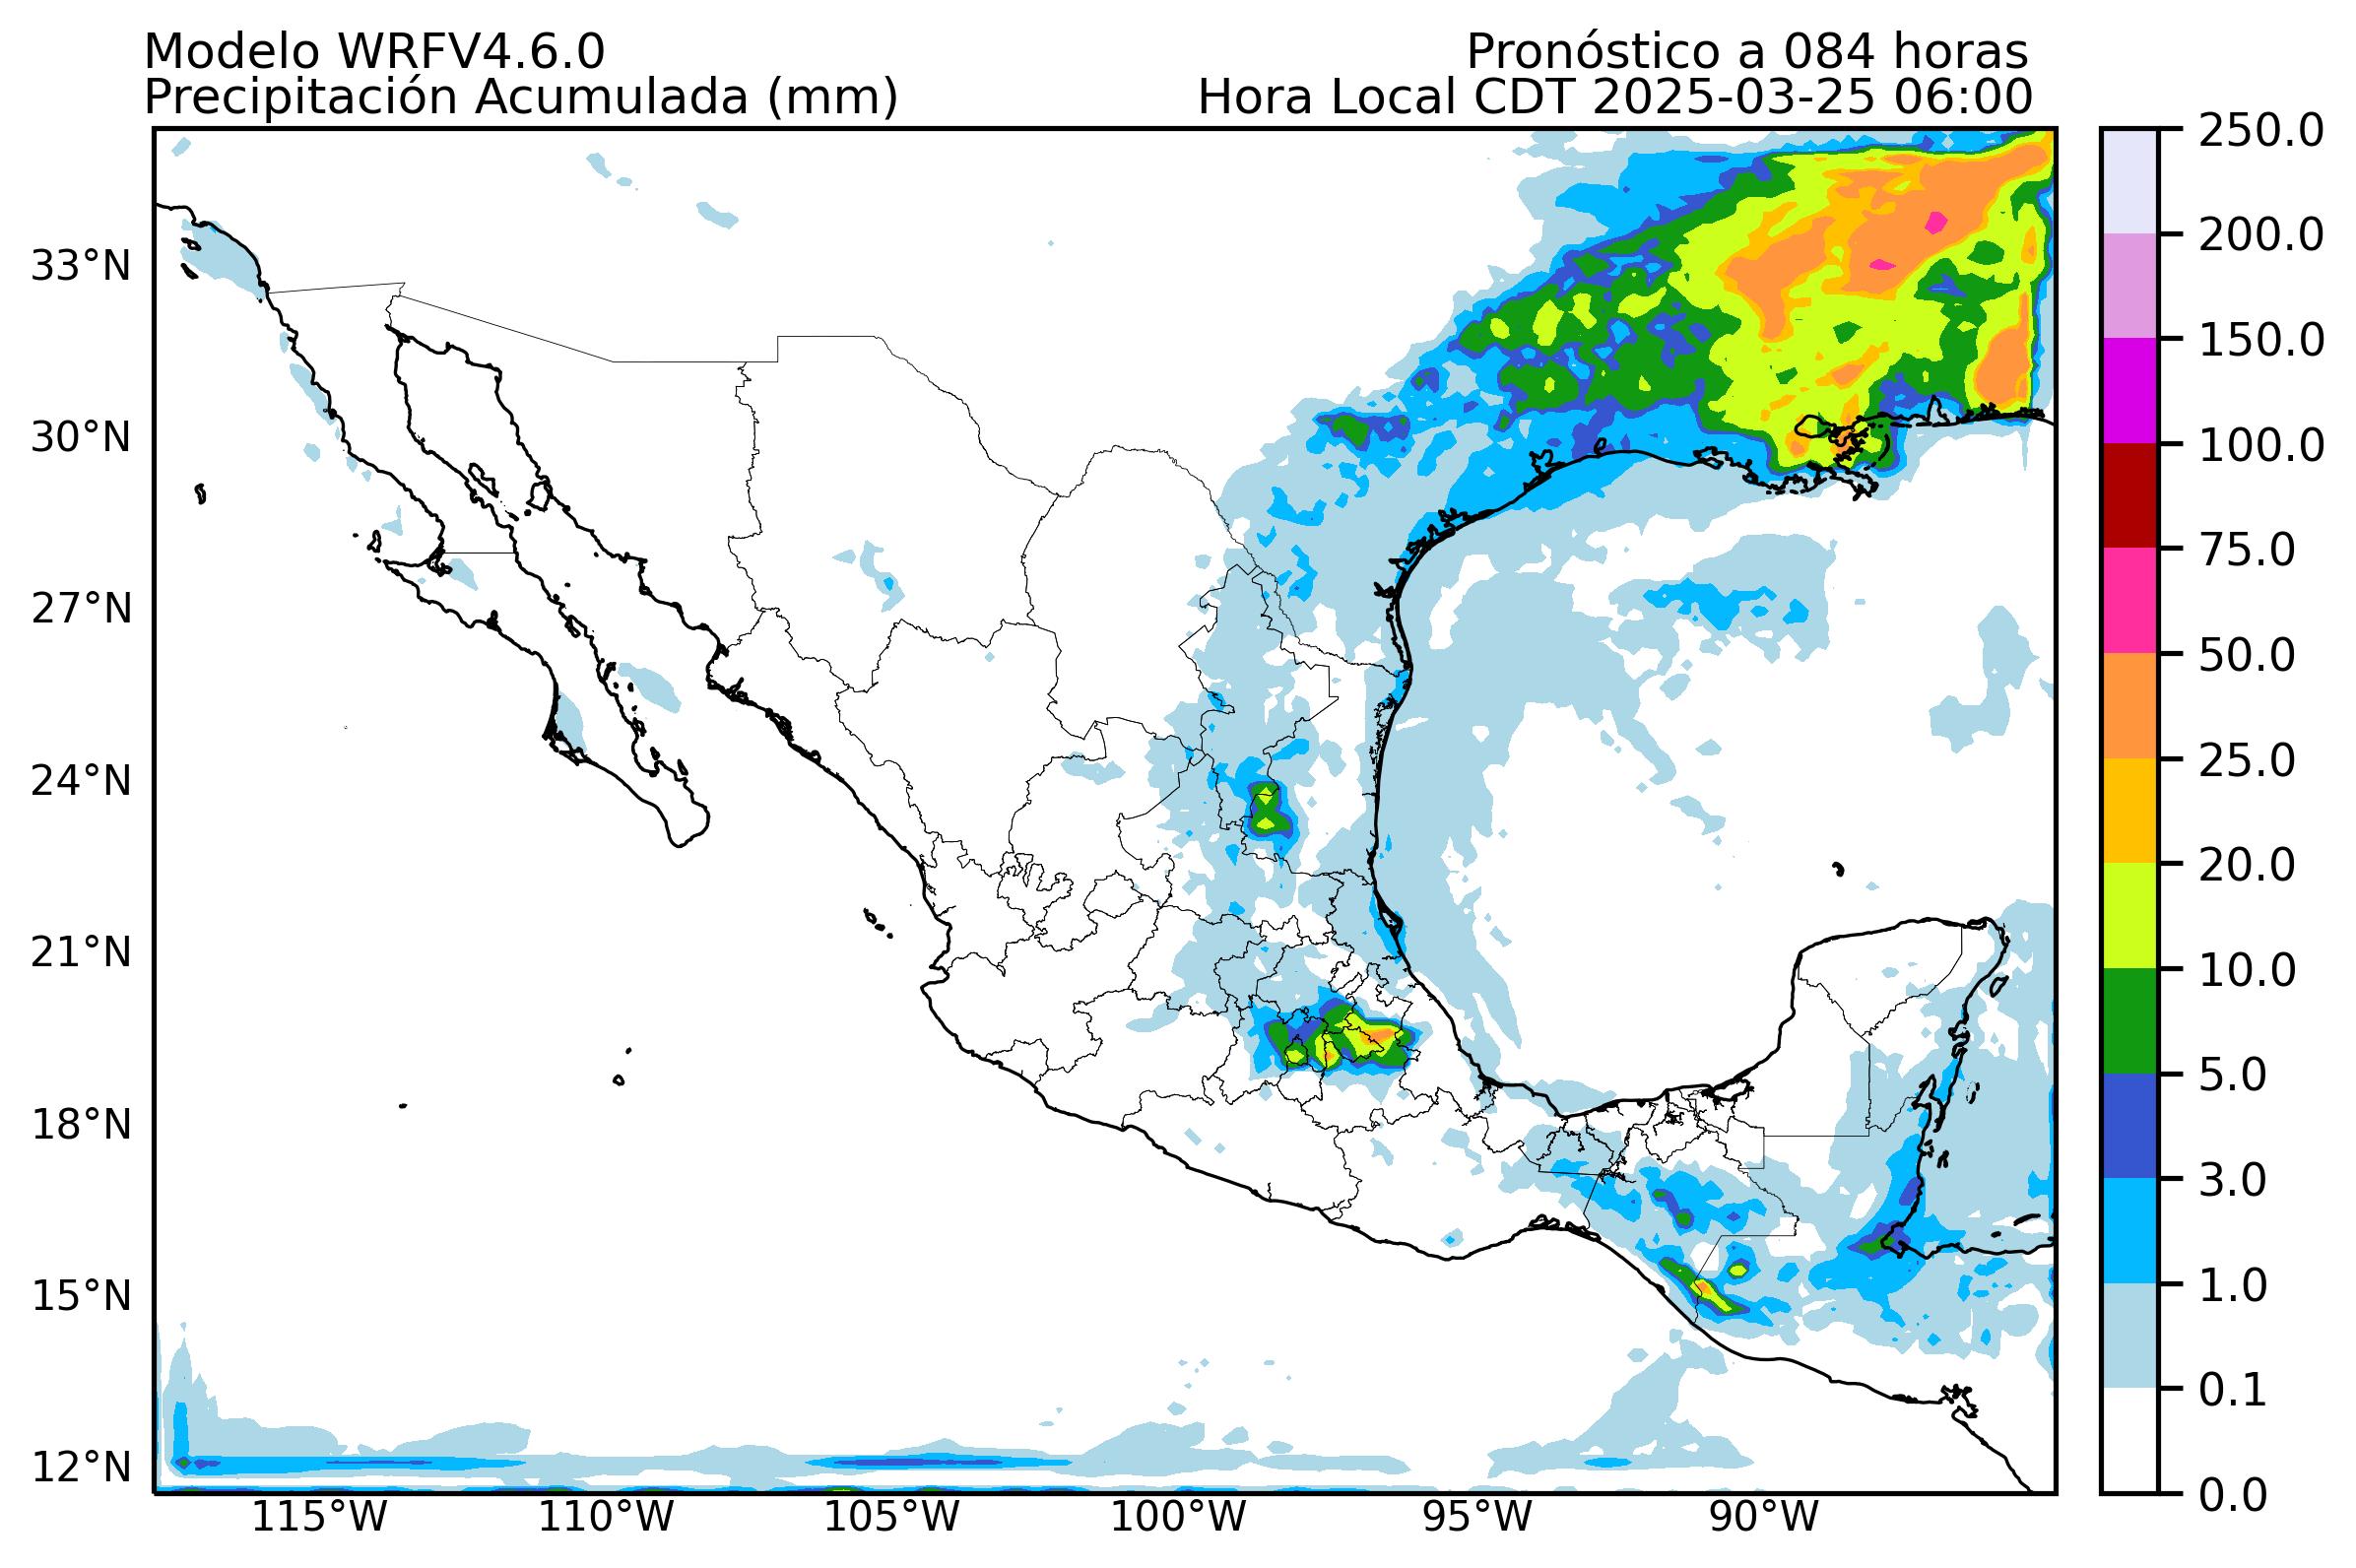 Modelo WRFV4.6.0
Pronóstico a 084 horas
Precipitación Acumulada (mm)
Hora Local CDT 2025-03-25 06:00
33°N
30°N
27°N
24°N
21°N
18°N
15°N
12°N
115°W
110°W
105°W
100°W
95°W
90°W
250.0
200.0
150.0
100.0
75.0
50.0
25.0
20.0
10.0
5.0
3.0
1.0
0.1
0.0